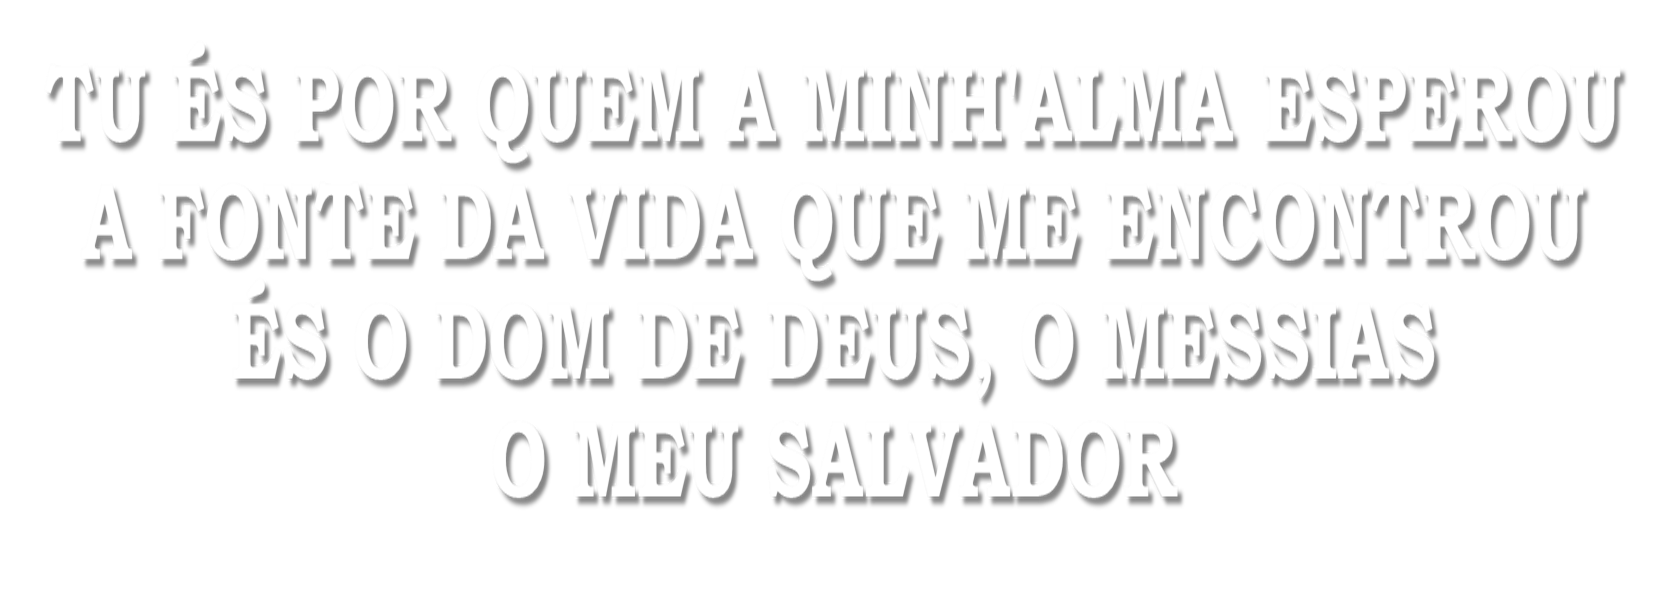 TU ÉS POR QUEM A MINH'ALMA ESPEROU
A FONTE DA VIDA QUE ME ENCONTROU
ÉS O DOM DE DEUS, O MESSIAS
O MEU SALVADOR